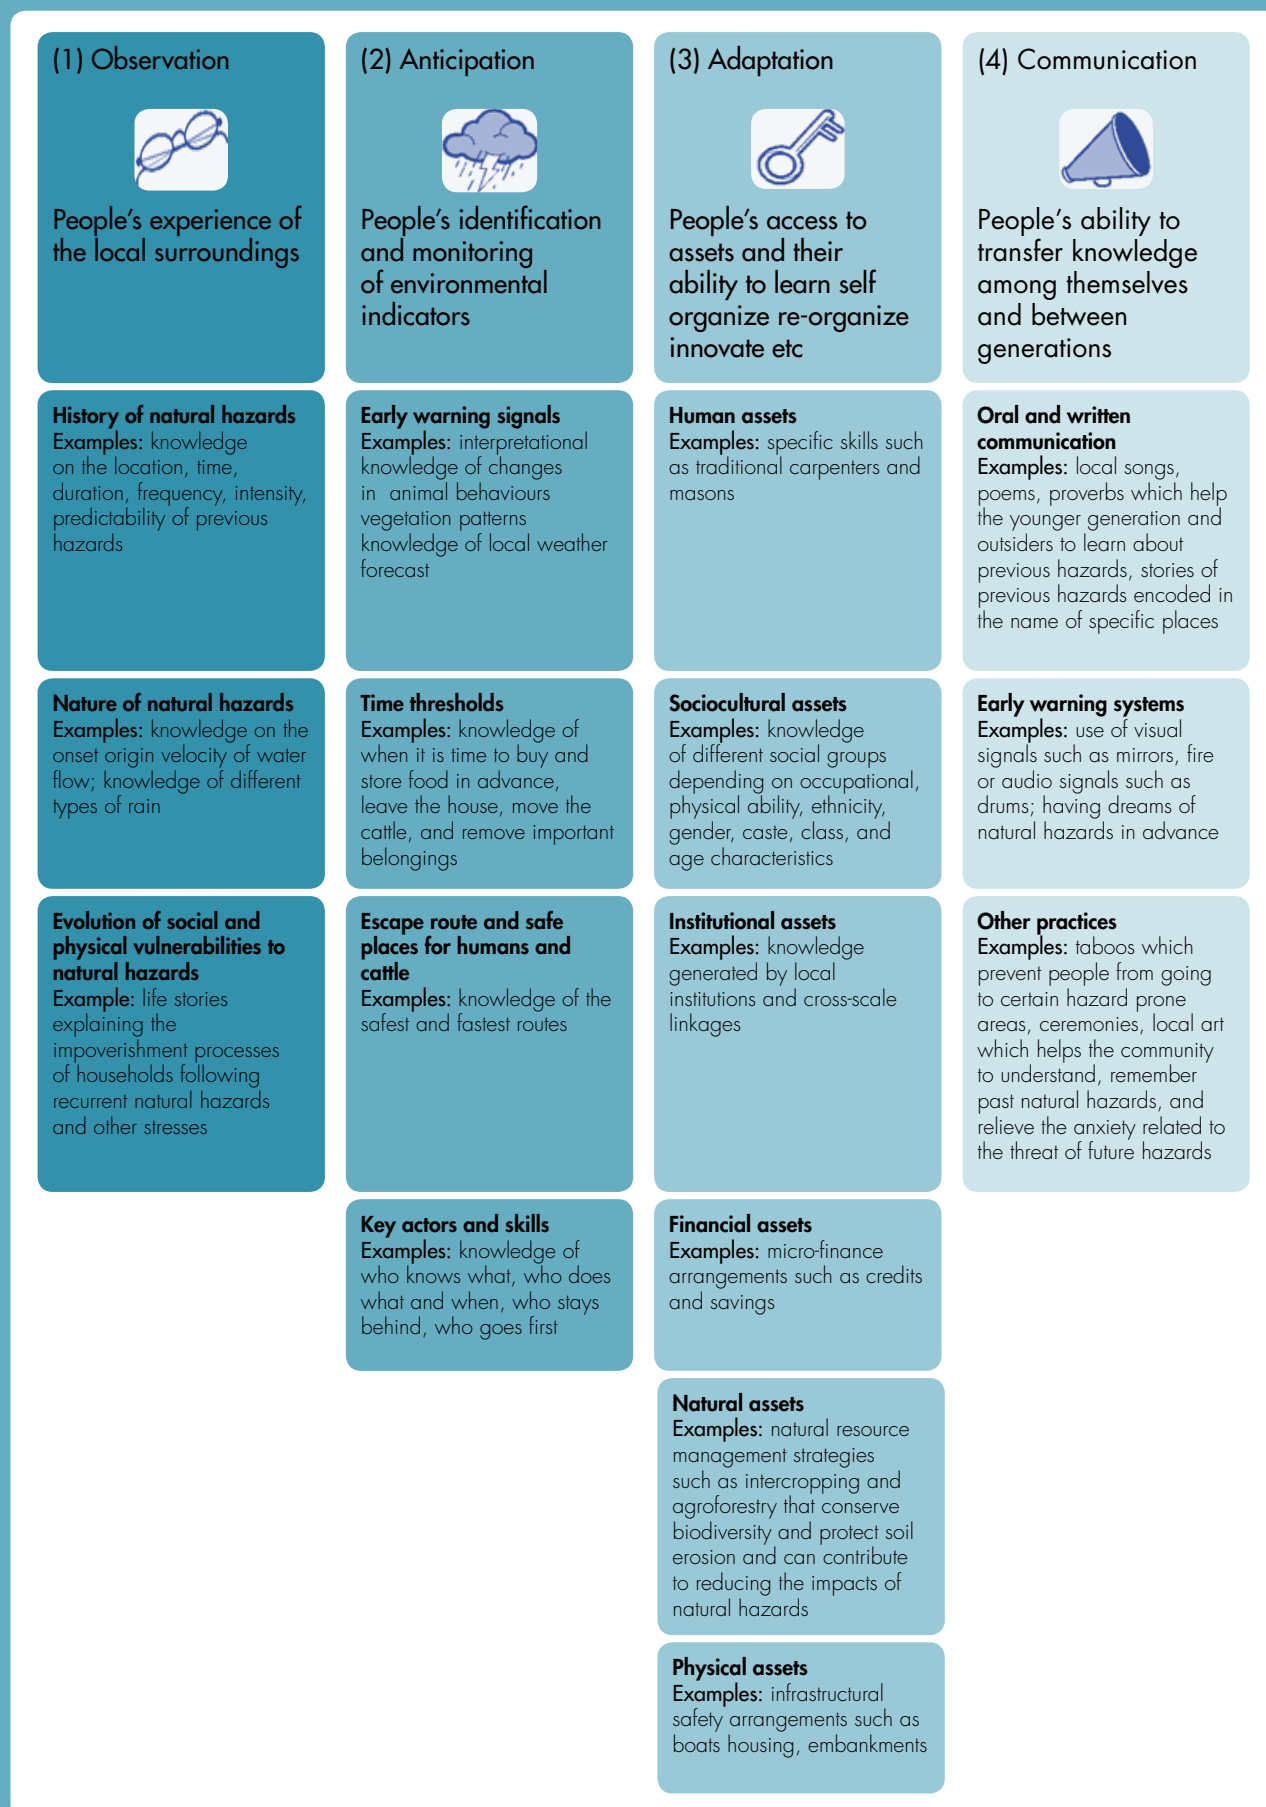 (1) Observation
People's experience of
the local surroundings
History of natural hazards
Examples: knowledge
on the location, time,
duration, frequency, intensity,
predictability of previous
hazards
Nature of natural hazards
Examples: knowledge on the
onset origin velocity of water
flow; knowledge of different
types of rain
Evolution of social and
physical vulnerabilities to
natural hazards
Example: life stories
explaining the
impoverishment processes
of households following
recurrent natural hazards
and other stresses
(2) Anticipation
People's identification
and monitoring
of environmental
indicators
Early warning signals
Examples: interpretational
knowledge of changes
in animal behaviours
vegetation patterns
knowledge of local weather
forecast
Time thresholds
Examples: knowledge of
when it is time to buy and
store food in advance,
leave the house, move the
cattle, and remove important
belongings
Escape route and safe
places for humans and
cattle
Examples: knowledge of the
safest and fastest routes
Key actors and skills
Examples: knowledge of
who knows what, who does
what and when, who stays
behind, who goes first
(3) Adaptation
People's access to
assets and their
ability to learn self
organize re-organize
innovate etc
Human assets
Examples: specific skills such
as traditional carpenters and
masons
Sociocultural assets
Examples: knowledge
of different social groups
depending on occupational,
physical ability, ethnicity,
gender, caste, class, and
age characteristics
Institutional assets
Examples: knowledge
generated by local
institutions and cross-scale
linkages
Financial assets
Examples: micro-finance
arrangements such as credits
and savings
Natural assets
Examples: natural resource
management strategies
such as intercropping and
agroforestry that conserve
biodiversity and protect soil
erosion and can contribute
to reducing the impacts of
natural hazards
Physical assets
Examples: infrastructural
safety arrangements such as
boats housing, embankments
(4) Communication
People's ability to
transfer knowledge
among themselves
and between
generations
Oral and written
communication
Examples: local songs,
poems, proverbs which help
the younger generation and
outsiders to learn about
previous hazards, stories of
previous hazards encoded in
the name of specific places
Early warning systems
Examples: use of visual
signals such as mirrors, fire
or audio signals such as
drums; having dreams of
natural hazards in advance
Other practices
Examples: taboos which
prevent people from going
to certain hazard prone
areas, ceremonies, local art
which helps the community
to understand, remember
past natural hazards, and
relieve the anxiety related to
the threat of future hazards